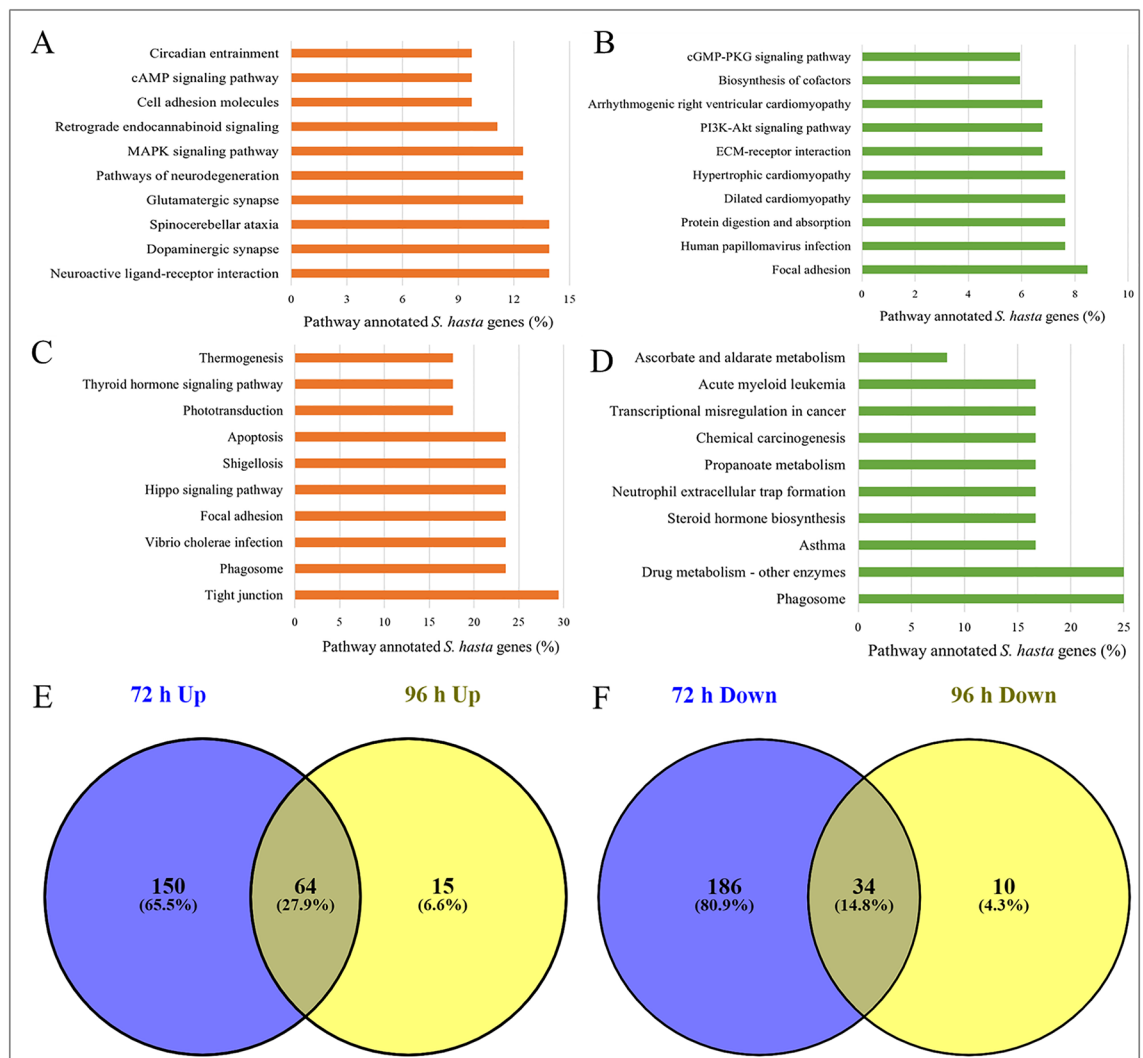 A
Circadian entrainment
cAMP signaling pathway
Cell adhesion molecules
Retrograde endocannabinoid signaling
MAPK signaling pathway
Pathways of neurodegeneration
Glutamatergic synapse
Spinocerebellar ataxia
Dopaminergic synapse
Neuroactive ligand-receptor interaction
0 3 6 9 12 15
Pathway annotated S. hasta genes (%)
B
cGMP-PKG signaling pathway
Biosynthesis of cofactors
Arrhythmogenic right ventricular cardiomyopathy
PI3K-Akt signaling pathway
ECM-receptor interaction
Hypertrophic cardiomyopathy
Dilated cardiomyopathy
Protein digestion and absorption
Human papillomavirus infection
Focal adhesion
0 2 4 6 8 10
Pathway annotated S. hasta genes (%)
C
Thermogenesis
Thyroid hormone signaling pathway
Phototransduction
Apoptosis
Shigellosis
Hippo signaling pathway
Focal adhesion
Vibrio cholerae infection
Phagosome
Tight junction
0 5 10 15 20 25 30
Pathway annotated S. hasta genes (%)
D
Ascorbate and aldarate metabolism
Acute myeloid leukemia
Transcriptional misregulation in cancer
Chemical carcinogenesis
Propanoate metabolism
Neutrophil extracellular trap formation
Steroid hormone biosynthesis
Asthma
Drug metabolism - other enzymes
Phagosome
0 5 10 15 20 25
Pathway annotated S. hasta genes (%)
E
72 h Up
96 h Up
150
(65.5%)
64
(27.9%)
15
(6.6%)
F
72 h Down
96 h Down
186
(80.9%)
34
(14.8%)
10
(4.3%)